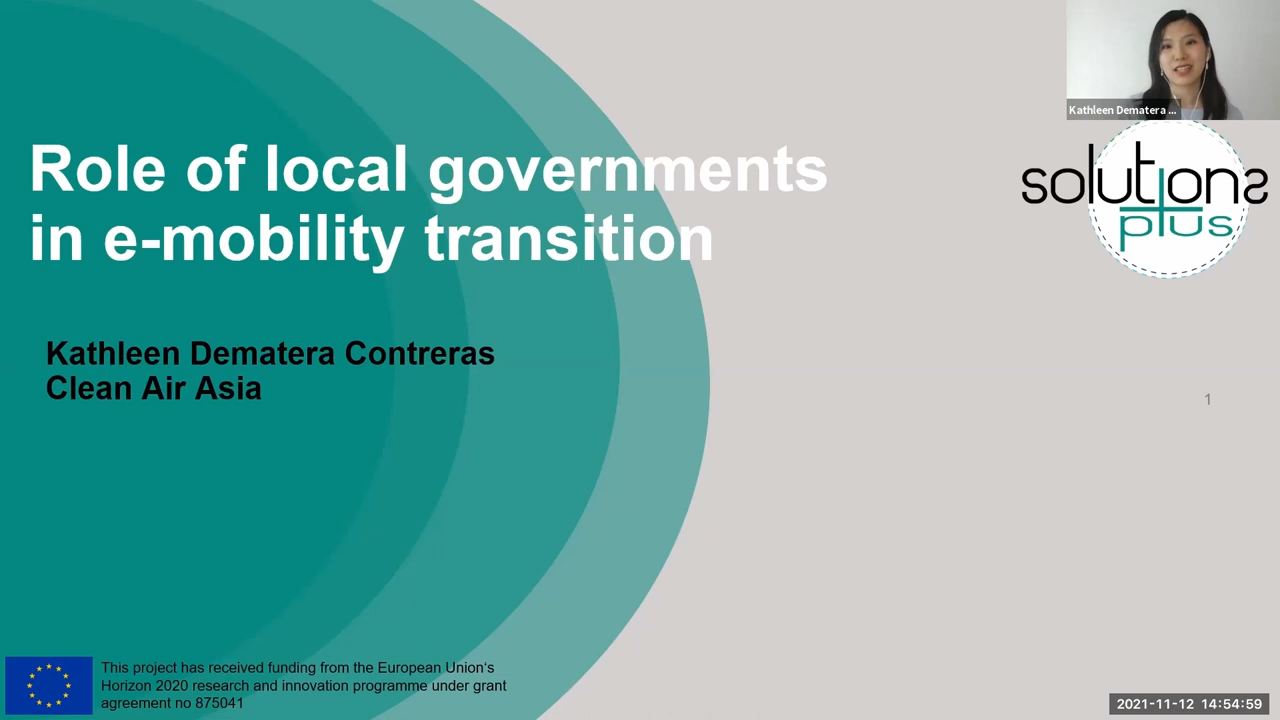 Kathleen Dematera ...
Role of local governments
in e-mobility transition
solutions
plus
Kathleen Dematera Contreras
Clean Air Asia
1
This project has received funding from the European Union‘s
Horizon 2020 research and innovation programme under grant
agreement no 875041
2021-11-12 14:54:59